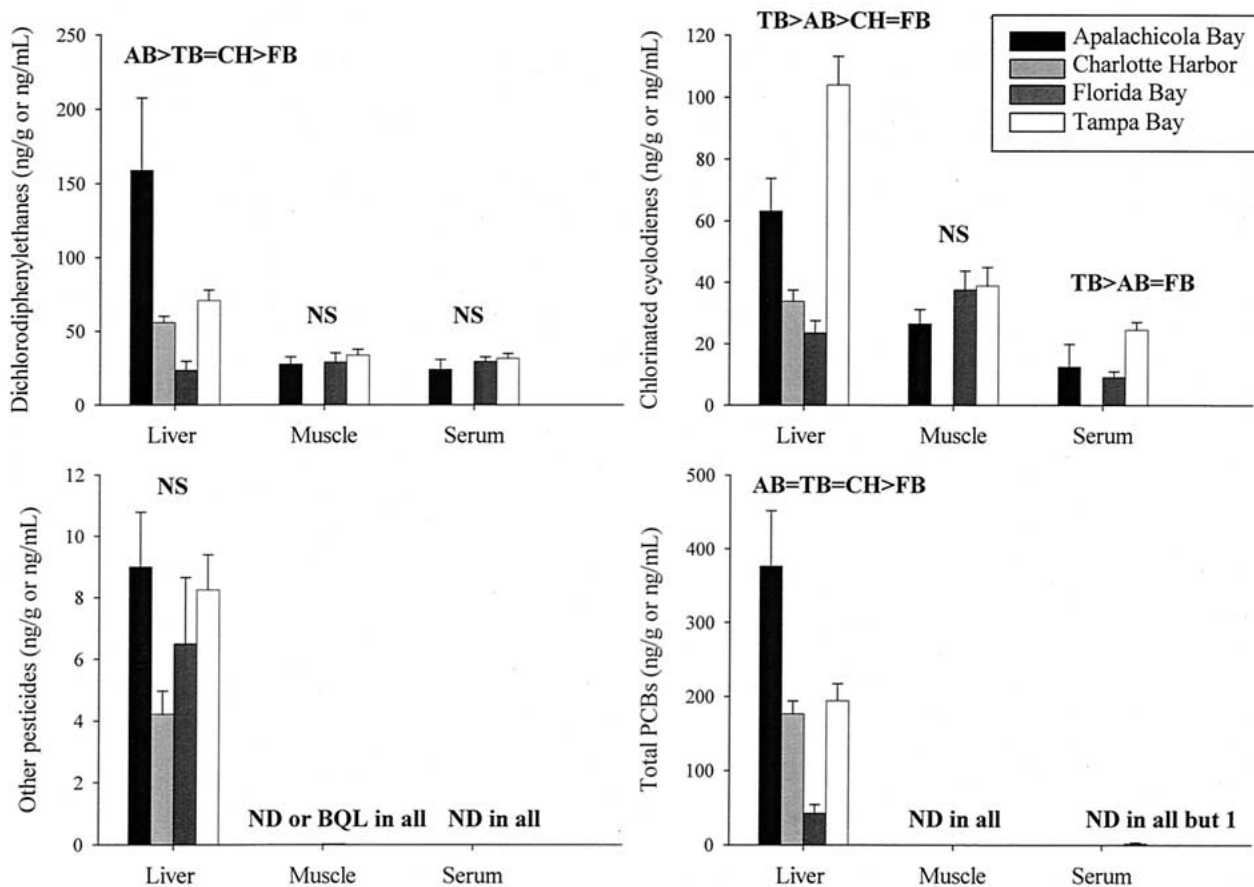 Dichlorodiphenylethanes (ng/g or ng/mL)
250
200
150
100
50
0
AB>TB=CH>FB
NS
NS
Liver
Muscle
Serum
Chlorinated cyclodienes (ng/g or ng/mL)
120
100
80
60
40
20
0
TB>AB>CH=FB
NS
TB>AB=FB
Apalachicola Bay
Charlotte Harbor
Florida Bay
Tampa Bay
Liver
Muscle
Serum
Other pesticides (ng/g or ng/mL)
12
10
8
6
4
2
0
NS
ND or BQL in all
ND in all
Liver
Muscle
Serum
Total PCBs (ng/g or ng/mL)
500
400
300
200
100
0
AB=TB=CH>FB
ND in all
ND in all but 1
Liver
Muscle
Serum